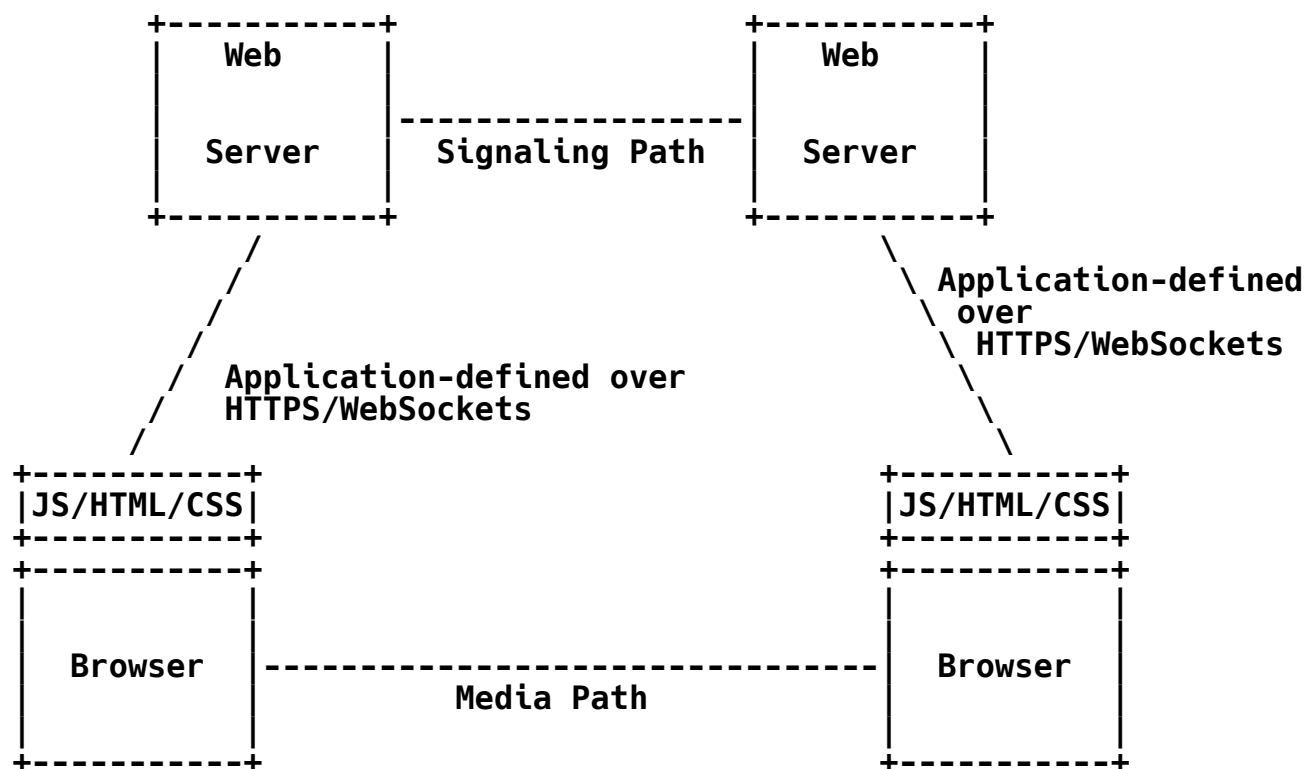 Web
Web
Server
Signaling Path
Server
Application-defined
over
HTTPS/WebSockets
Application-defined over
HTTPS/WebSockets
JS/HTML/CSS
JS/HTML/CSS
Browser
Browser
Media Path